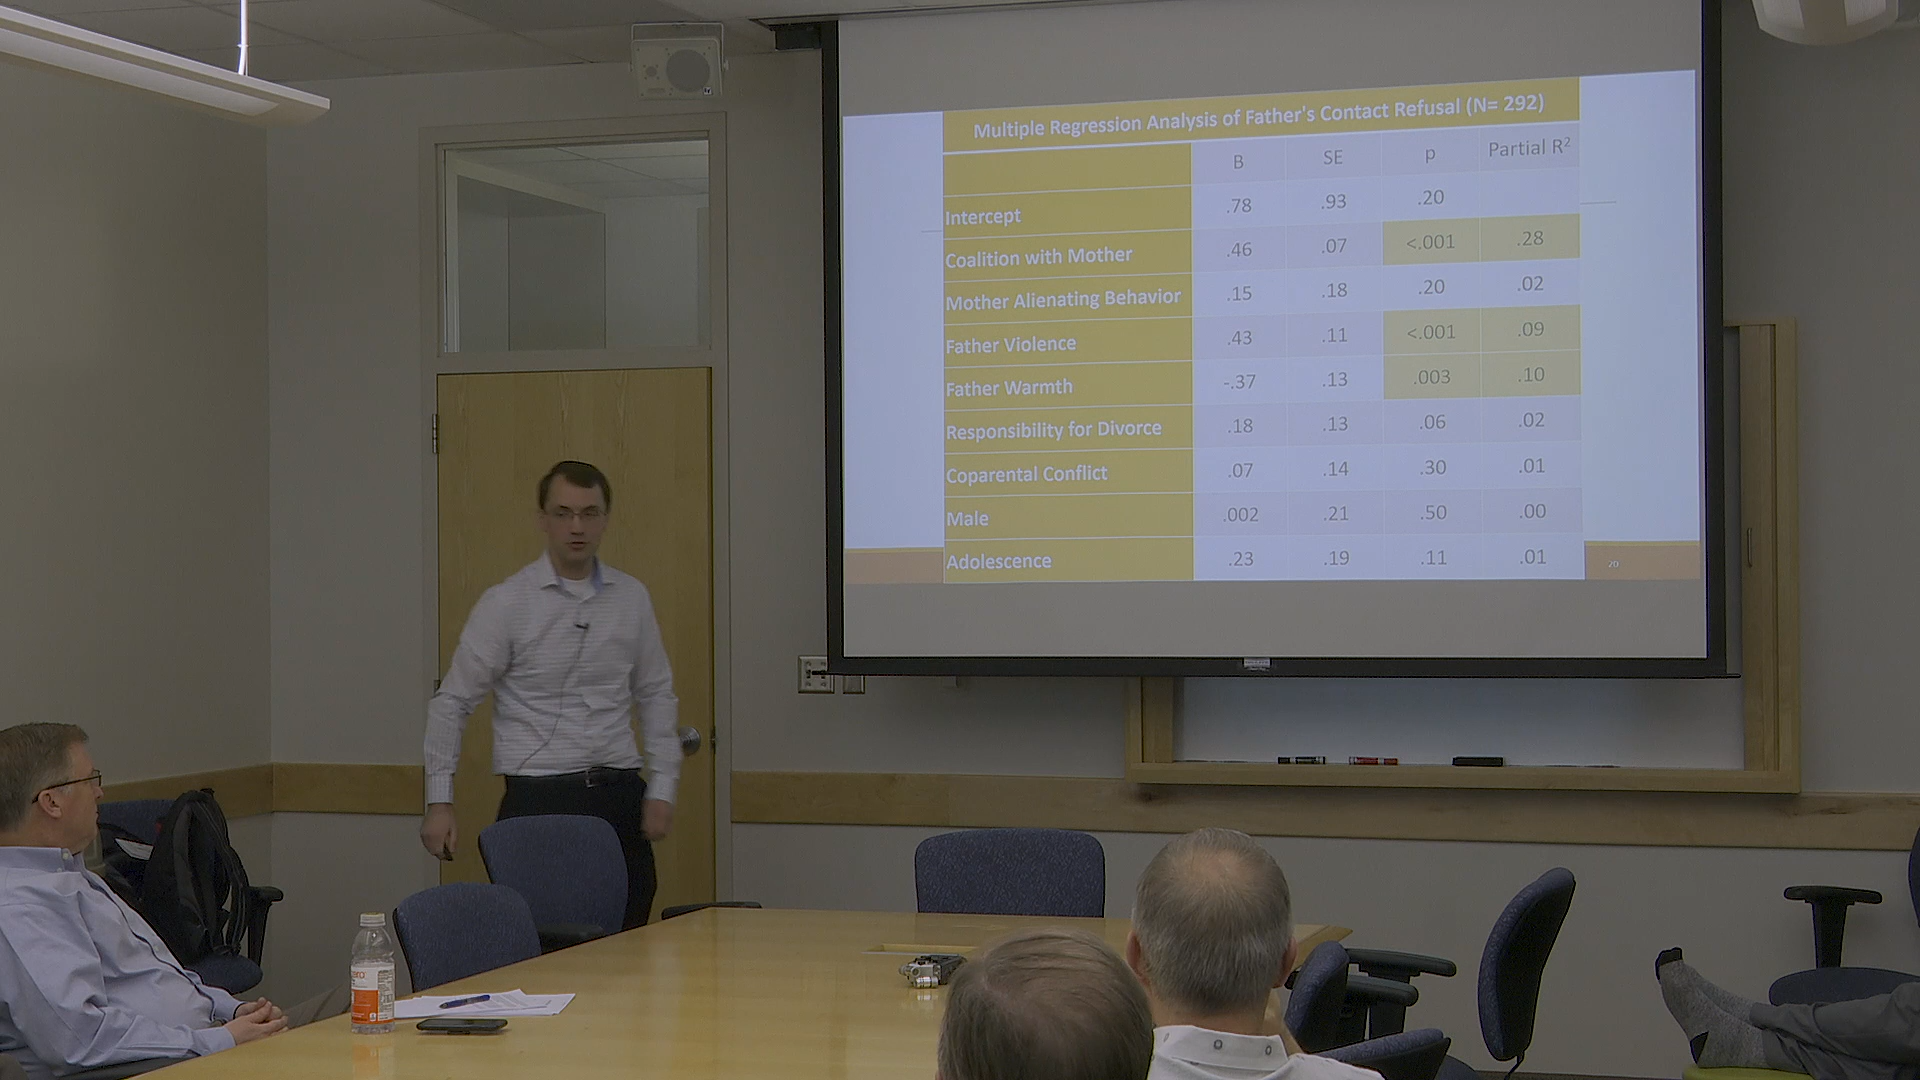 Multiple Regression Analysis of Father's Contact Refusal (N= 292)
B SE p Partial R²
Intercept .78 .93 .20
Coalition with Mother .46 .07 <.001 .28
Mother Alienating Behavior .15 .18 .20 .02
Father Violence .43 .11 <.001 .09
Father Warmth -.37 .13 .003 .10
Responsibility for Divorce .18 .13 .06 .02
Coparental Conflict .07 .14 .30 .01
Male .002 .21 .50 .00
Adolescence .23 .19 .11 .01
20